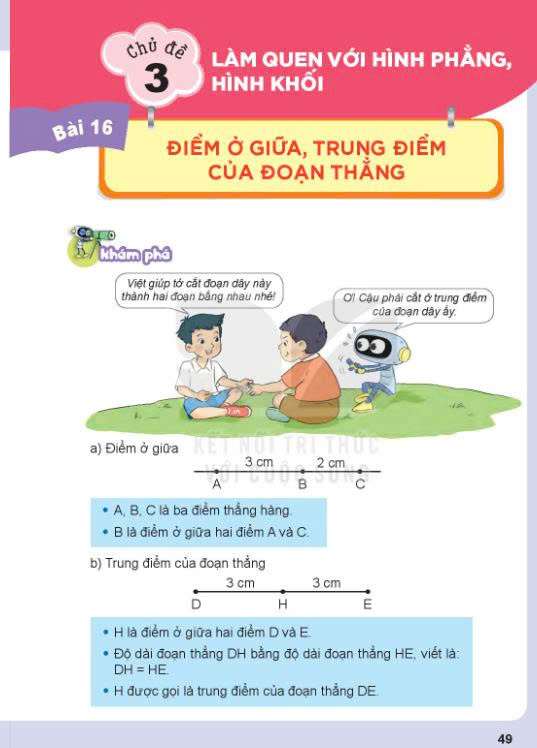 Chủ đề
3
LÀM QUEN VỚI HÌNH PHẲNG,
HÌNH KHỐI
Bài 16
ĐIỂM Ở GIỮA, TRUNG ĐIỂM
CỦA ĐOẠN THẲNG
khám phá
Việt giúp tớ cắt đoạn dây này
thành hai đoạn bằng nhau nhé!
Ơ! Cậu phải cắt ở trung điểm
của đoạn dây ấy.
KẾT NỐI TRI THỨC
VỚI CUỘC SỐNG
a) Điểm ở giữa
3 cm 2 cm
A B C
• A, B, C là ba điểm thẳng hàng.
• B là điểm ở giữa hai điểm A và C.
b) Trung điểm của đoạn thẳng
3 cm 3 cm
D H E
• H là điểm ở giữa hai điểm D và E.
• Độ dài đoạn thẳng DH bằng độ dài đoạn thẳng HE, viết là:
DH = HE.
• H được gọi là trung điểm của đoạn thẳng DE.
49